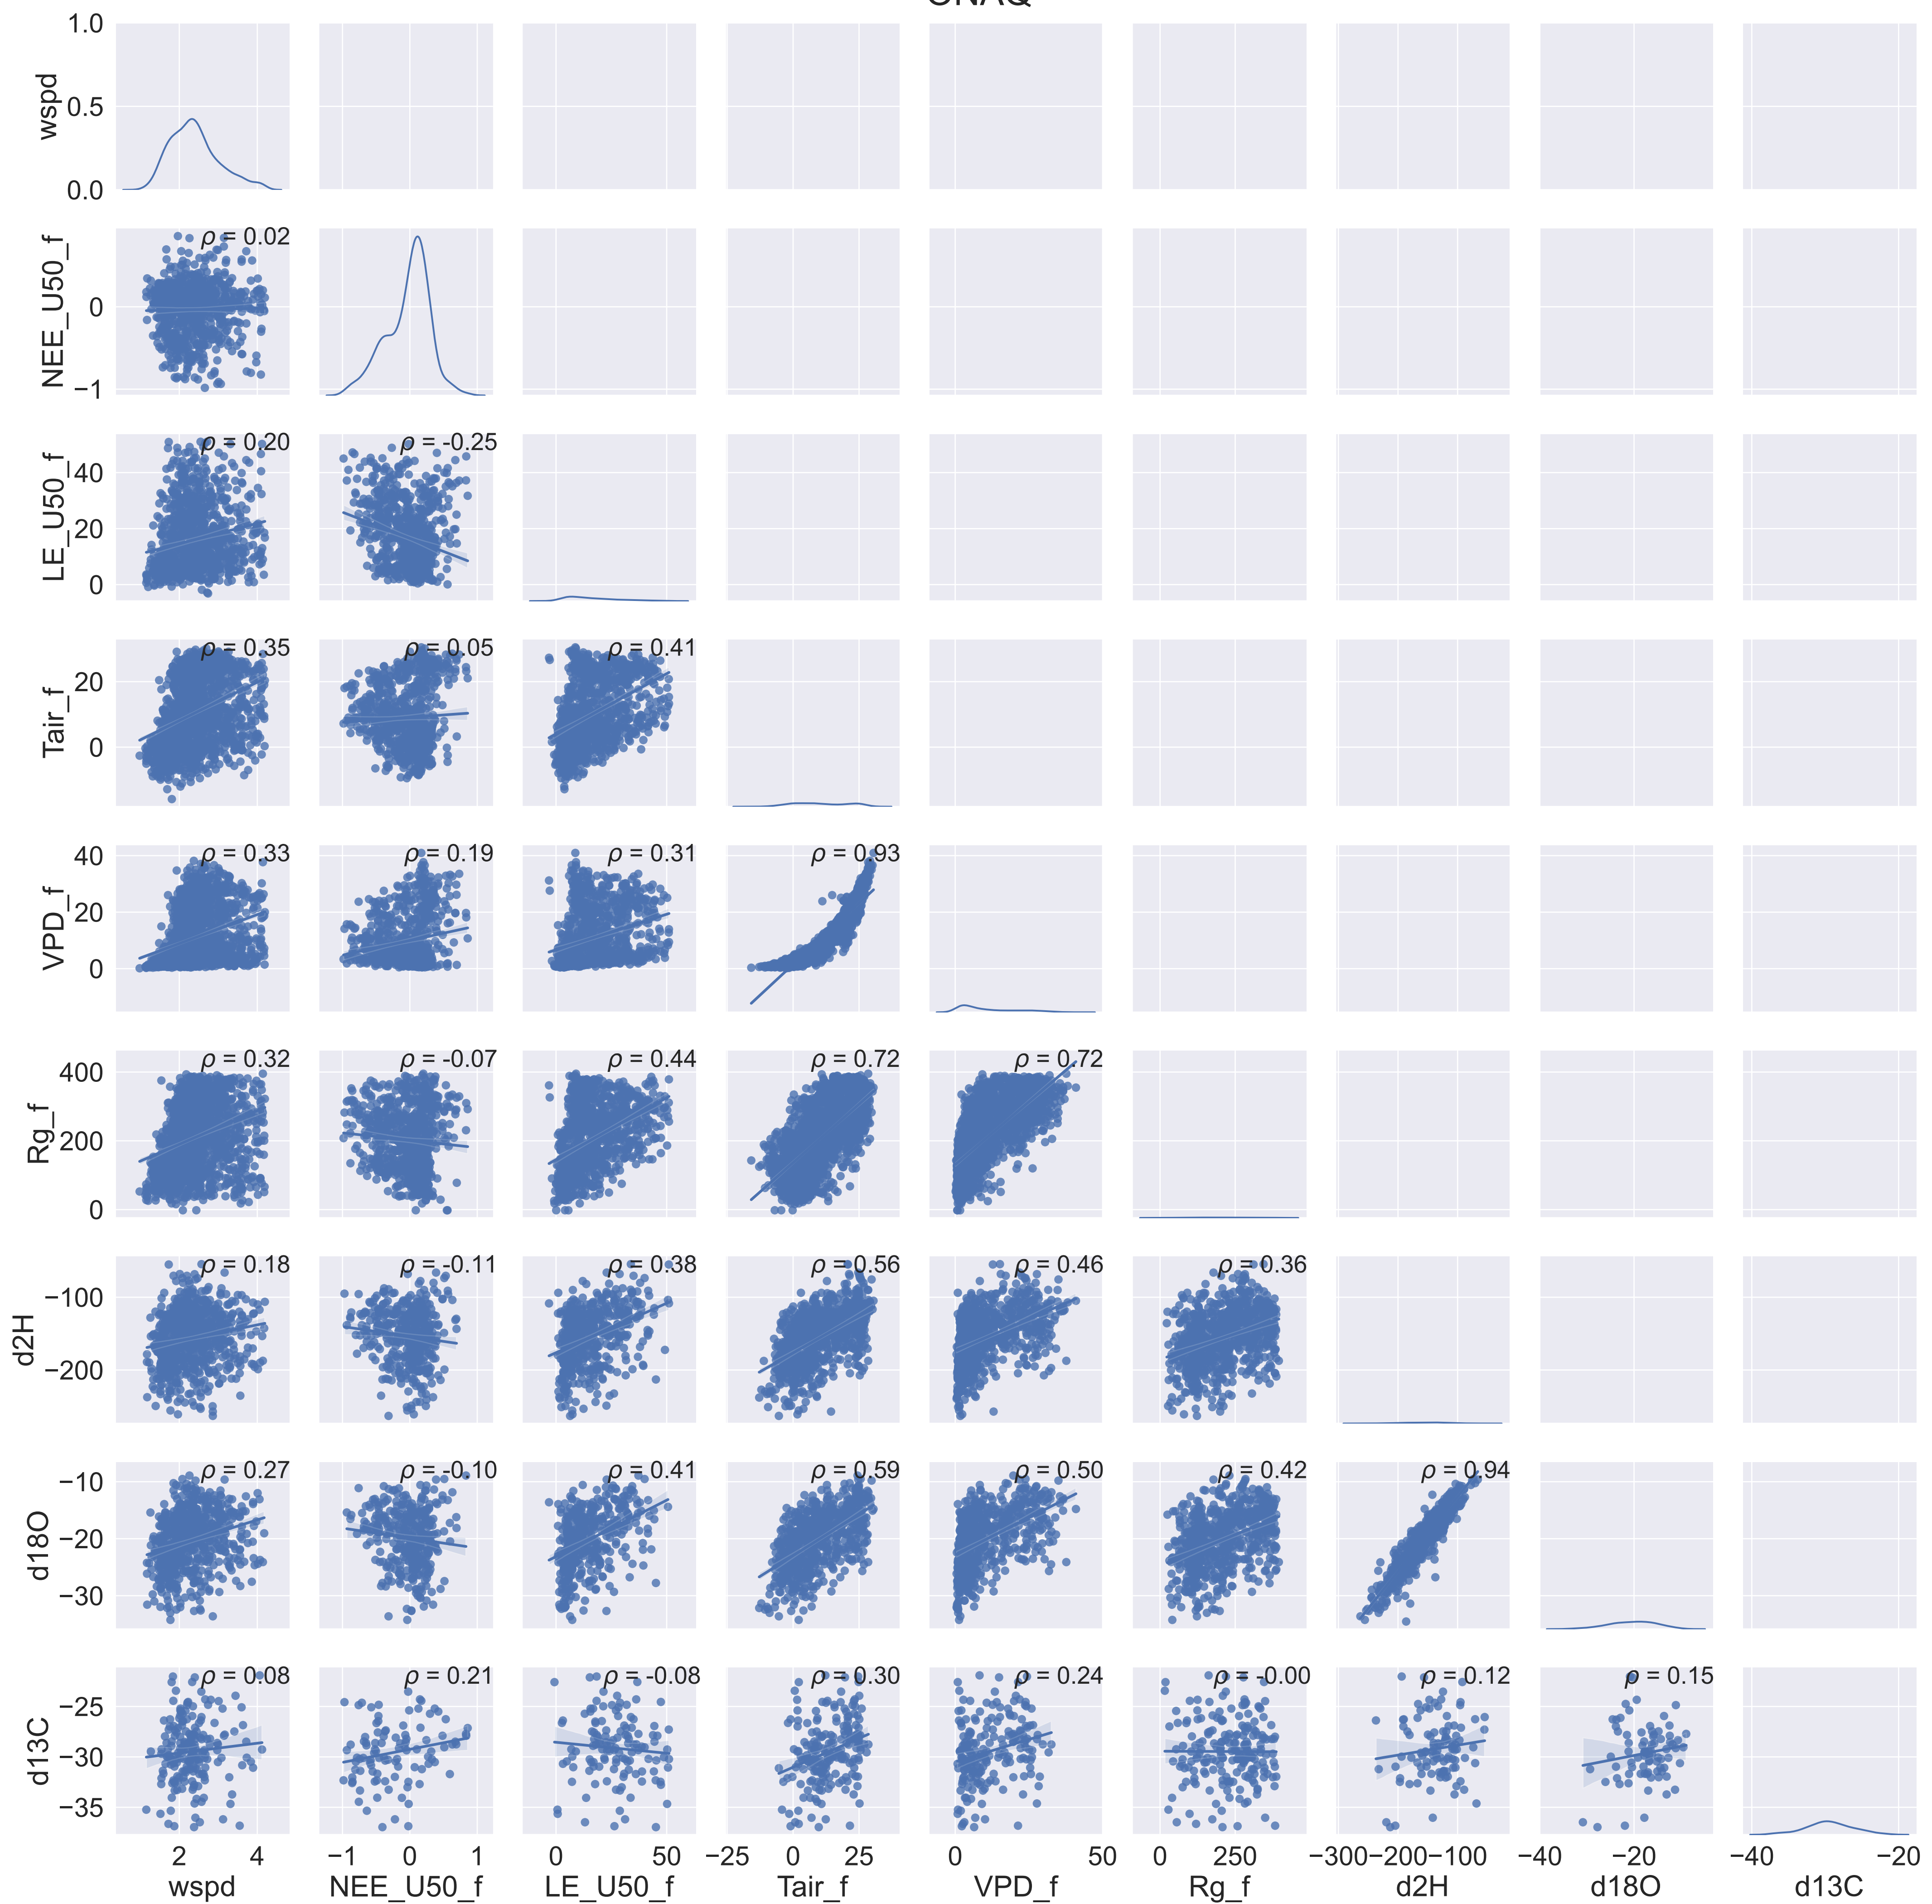 ONAQ
1.0
0.5
0.0
wspd
ρ = 0.02
0
−1
NEE_U50_f
ρ = 0.20 ρ = -0.25
40
20
0
LE_U50_f
ρ = 0.35 ρ = 0.05 ρ = 0.41
20
0
Tair_f
ρ = 0.33 ρ = 0.19 ρ = 0.31 ρ = 0.93
40
20
0
VPD_f
ρ = 0.32 ρ = -0.07 ρ = 0.44 ρ = 0.72 ρ = 0.72
400
200
0
Rg_f
ρ = 0.18 ρ = -0.11 ρ = 0.38 ρ = 0.56 ρ = 0.46 ρ = 0.36
−100
−200
d2H
ρ = 0.27 ρ = -0.10 ρ = 0.41 ρ = 0.59 ρ = 0.50 ρ = 0.42 ρ = 0.94
−10
−20
−30
d18O
ρ = 0.08 ρ = 0.21 ρ = -0.08 ρ = 0.30 ρ = 0.24 ρ = -0.00 ρ = 0.12 ρ = 0.15
−25
−30
−35
d13C
2 4 −1 0 1 0 50 −25 0 25 0 50 0 250 −300 −200 −100 −40 −20 −40 −20
wspd NEE_U50_f LE_U50_f Tair_f VPD_f Rg_f d2H d18O d13C